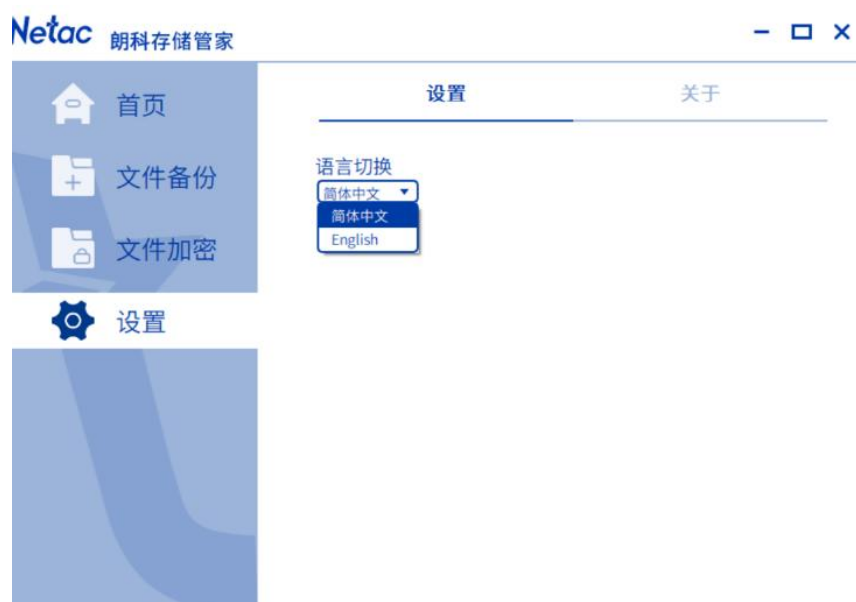 Netac 朗科存储管家
首页
文件备份
文件加密
设置
设置
关于
语言切换
简体中文
简体中文
English